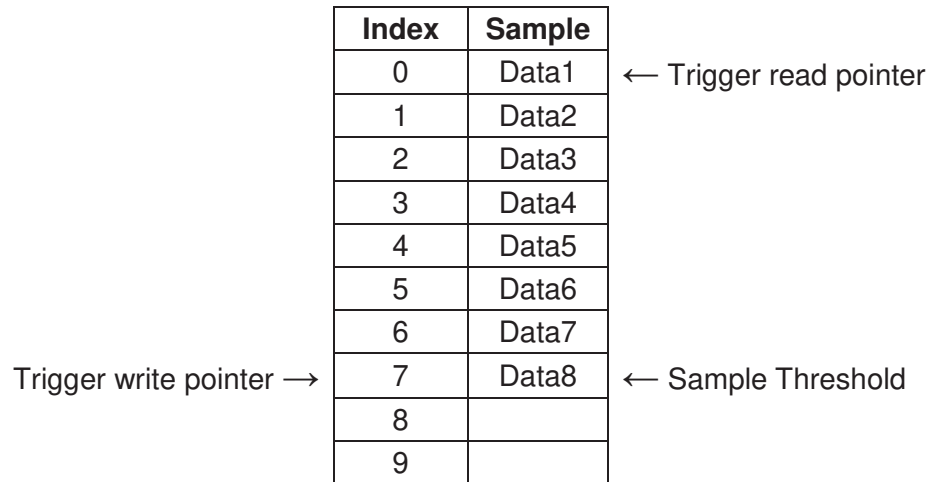 Index Sample
0 Data1 ← Trigger read pointer
1 Data2
2 Data3
3 Data4
4 Data5
5 Data6
6 Data7
Trigger write pointer → 7 Data8 ← Sample Threshold
8
9